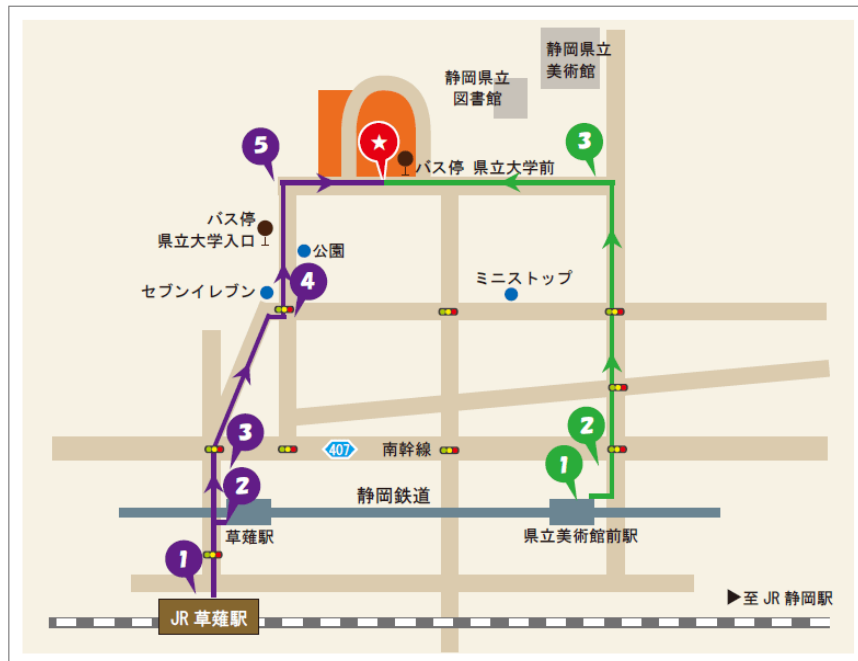 静岡県立
美術館
静岡県立
図書館
5
★
3
バス停 県立大学前
バス停
県立大学入口
公園
セブンイレブン
4
ミニストップ
3
407
南幹線
2
1
2
静岡鉄道
草薙駅
県立美術館前駅
1
JR 草薙駅
▶至 JR 静岡駅